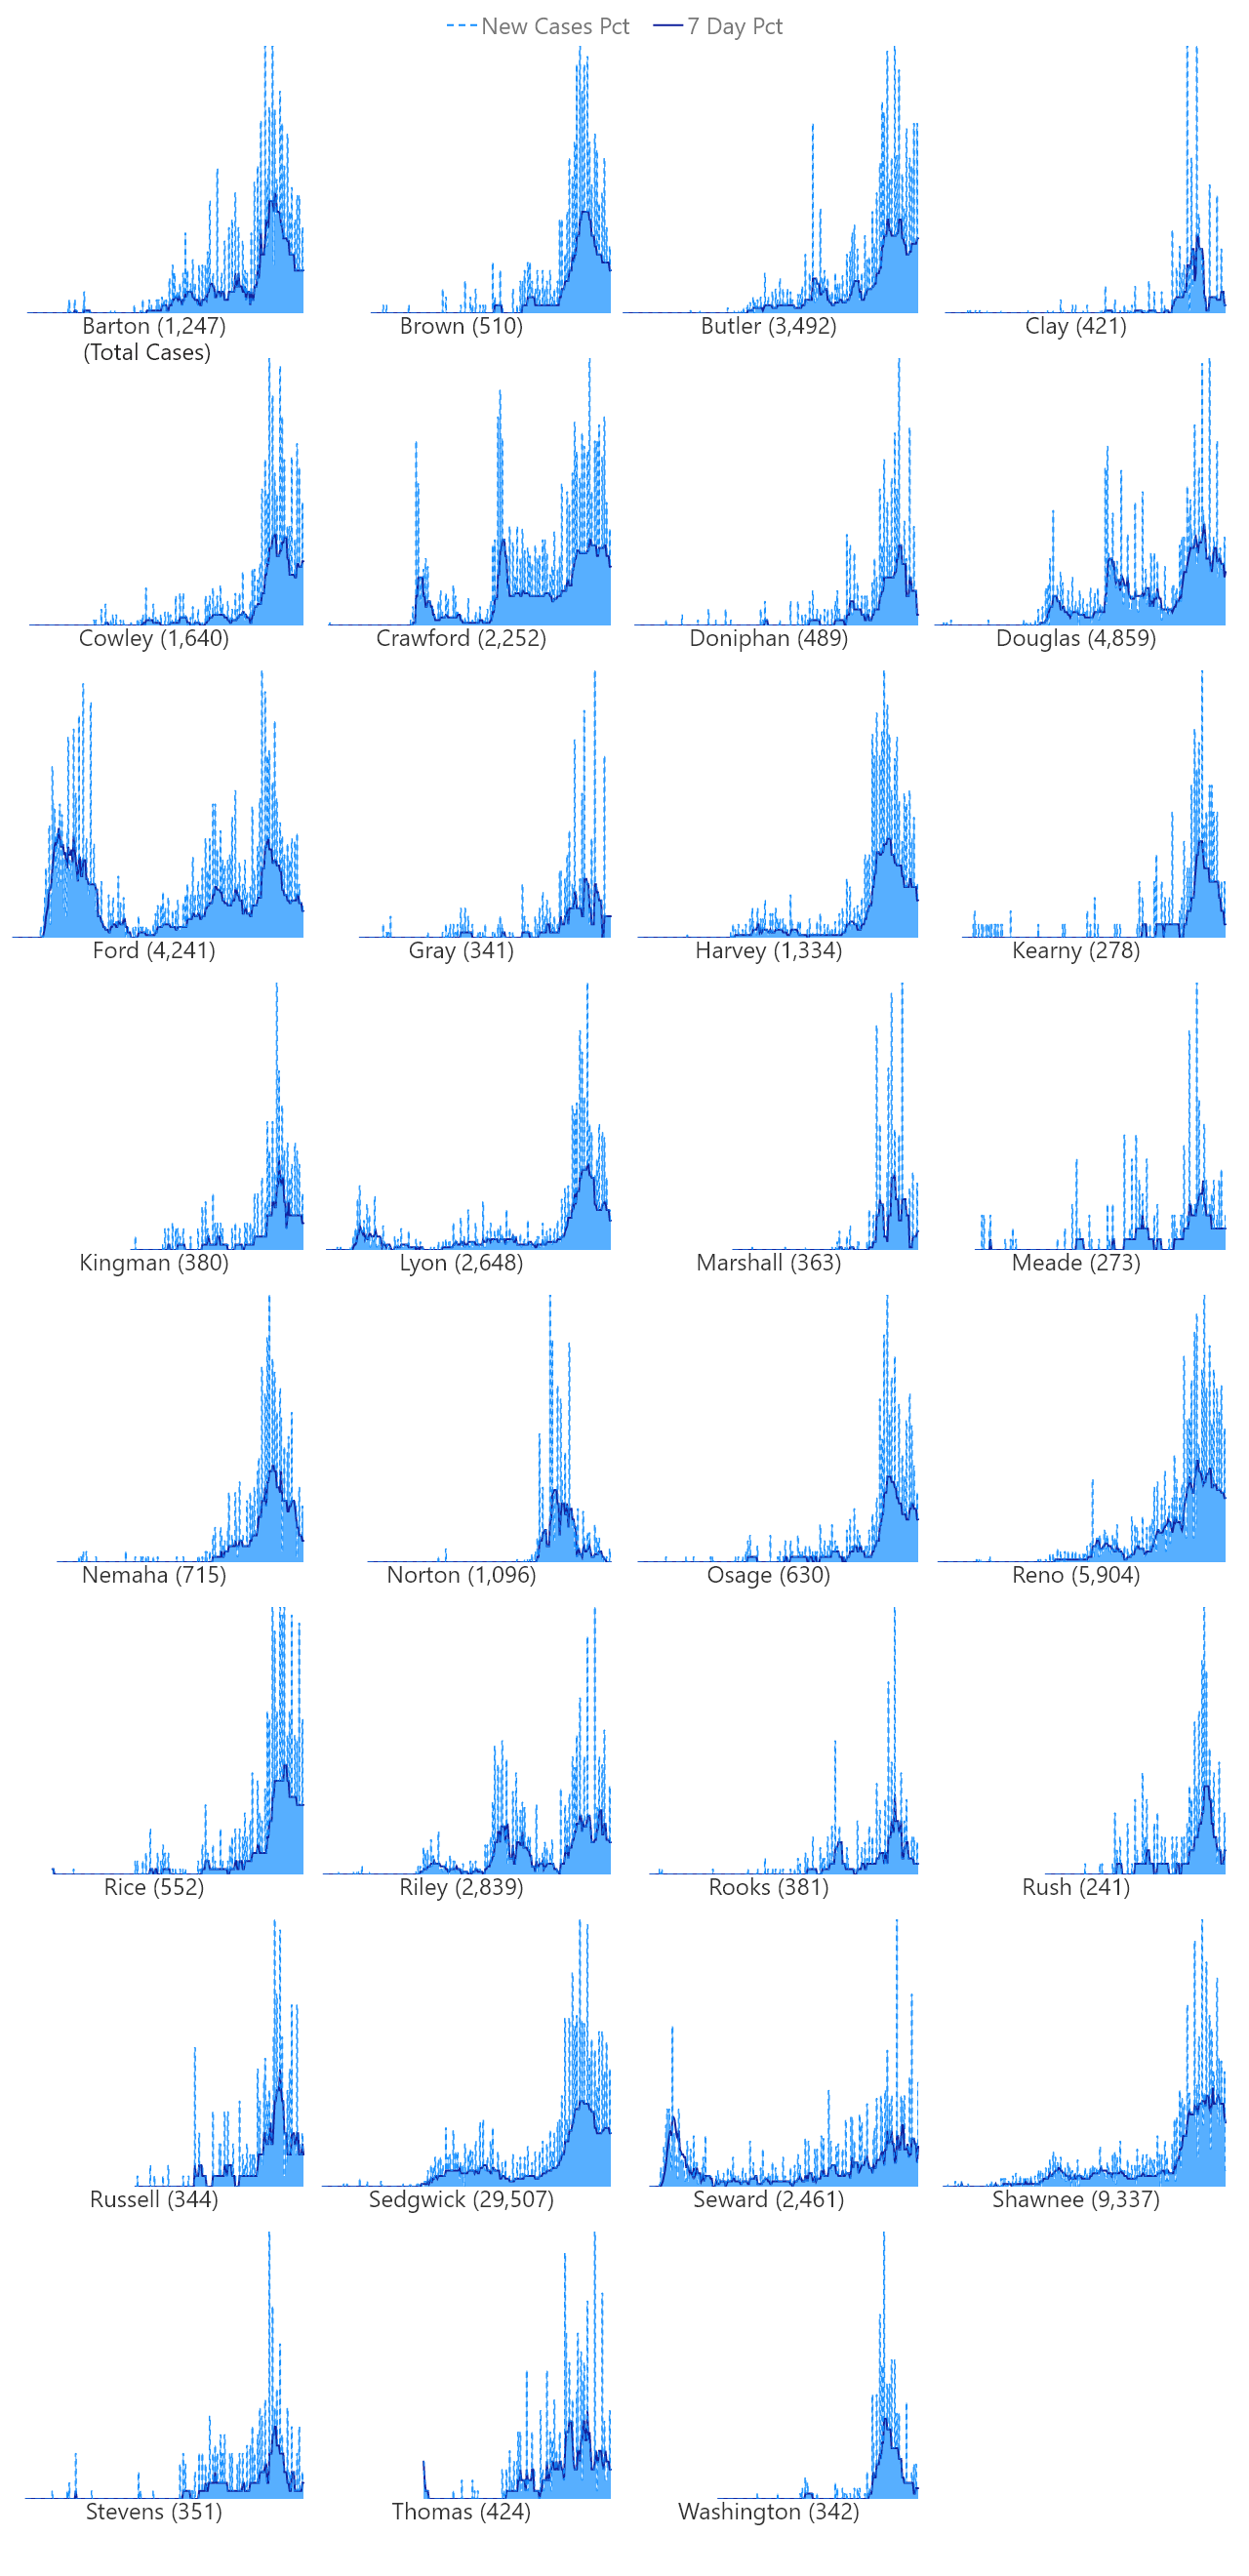 New Cases Pct 7 Day Pct
Barton (1,247) Brown (510) Butler (3,492) Clay (421)
(Total Cases)
Cowley (1,640) Crawford (2,252) Doniphan (489) Douglas (4,859)
Ford (4,241) Gray (341) Harvey (1,334) Kearny (278)
Kingman (380) Lyon (2,648) Marshall (363) Meade (273)
Nemaha (715) Norton (1,096) Osage (630) Reno (5,904)
Rice (552) Riley (2,839) Rooks (381) Rush (241)
Russell (344) Sedgwick (29,507) Seward (2,461) Shawnee (9,337)
Stevens (351) Thomas (424) Washington (342)